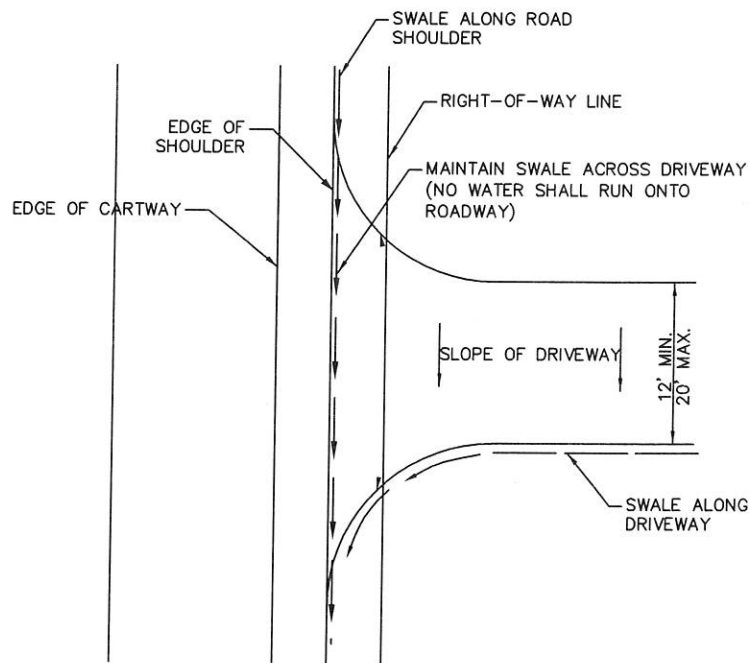 SWALE ALONG ROAD
SHOULDER
RIGHT-OF-WAY LINE
EDGE OF
SHOULDER
MAINTAIN SWALE ACROSS DRIVEWAY
(NO WATER SHALL RUN ONTO
ROADWAY)
EDGE OF CARTWAY
SLOPE OF DRIVEWAY
12' MIN.
20' MAX.
SWALE ALONG
DRIVEWAY